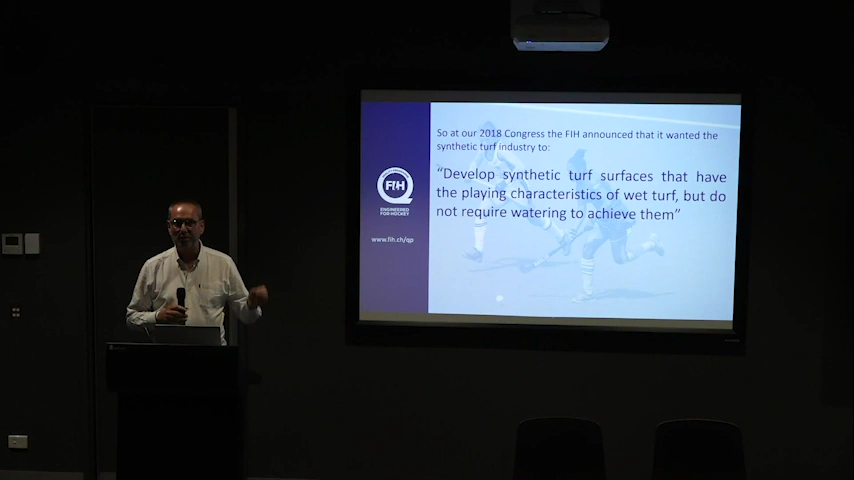 So at our 2018 Congress the FIH announced that it wanted the
synthetic turf industry to:
"Develop synthetic turf surfaces that have
the playing characteristics of wet turf, but do
not require watering to achieve them"
FIH
ENGINEERED
FOR HOCKEY
www.fih.ch/qp